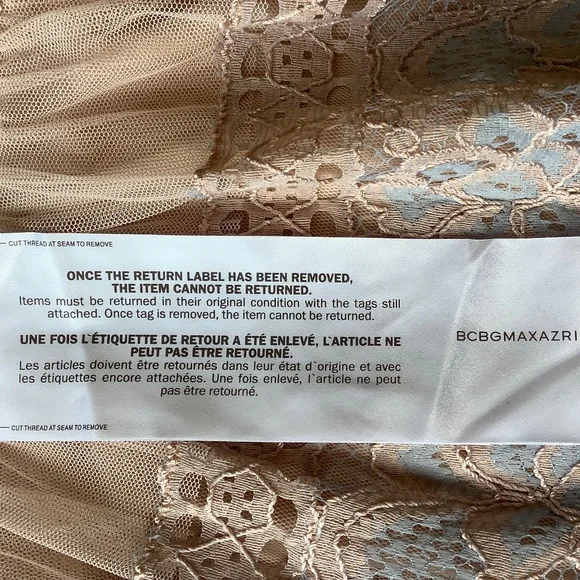 — CUT THREAD AT SEAM TO REMOVE
ONCE THE RETURN LABEL HAS BEEN REMOVED,
THE ITEM CANNOT BE RETURNED.
Items must be returned in their original condition with the tags still
attached. Once tag is removed, the item cannot be returned.
UNE FOIS L`ÉTIQUETTE DE RETOUR A ÉTÉ ENLEVÉ, L`ARTICLE NE
PEUT PAS ÊTRE RETOURNÉ.
Les articles doivent être retournés dans leur état d`origine et avec
les étiquettes encore attachées. Une fois enlevé, l`article ne peut
pas être retourné.
BCBGMAXAZRI
— CUT THREAD AT SEAM TO REMOVE